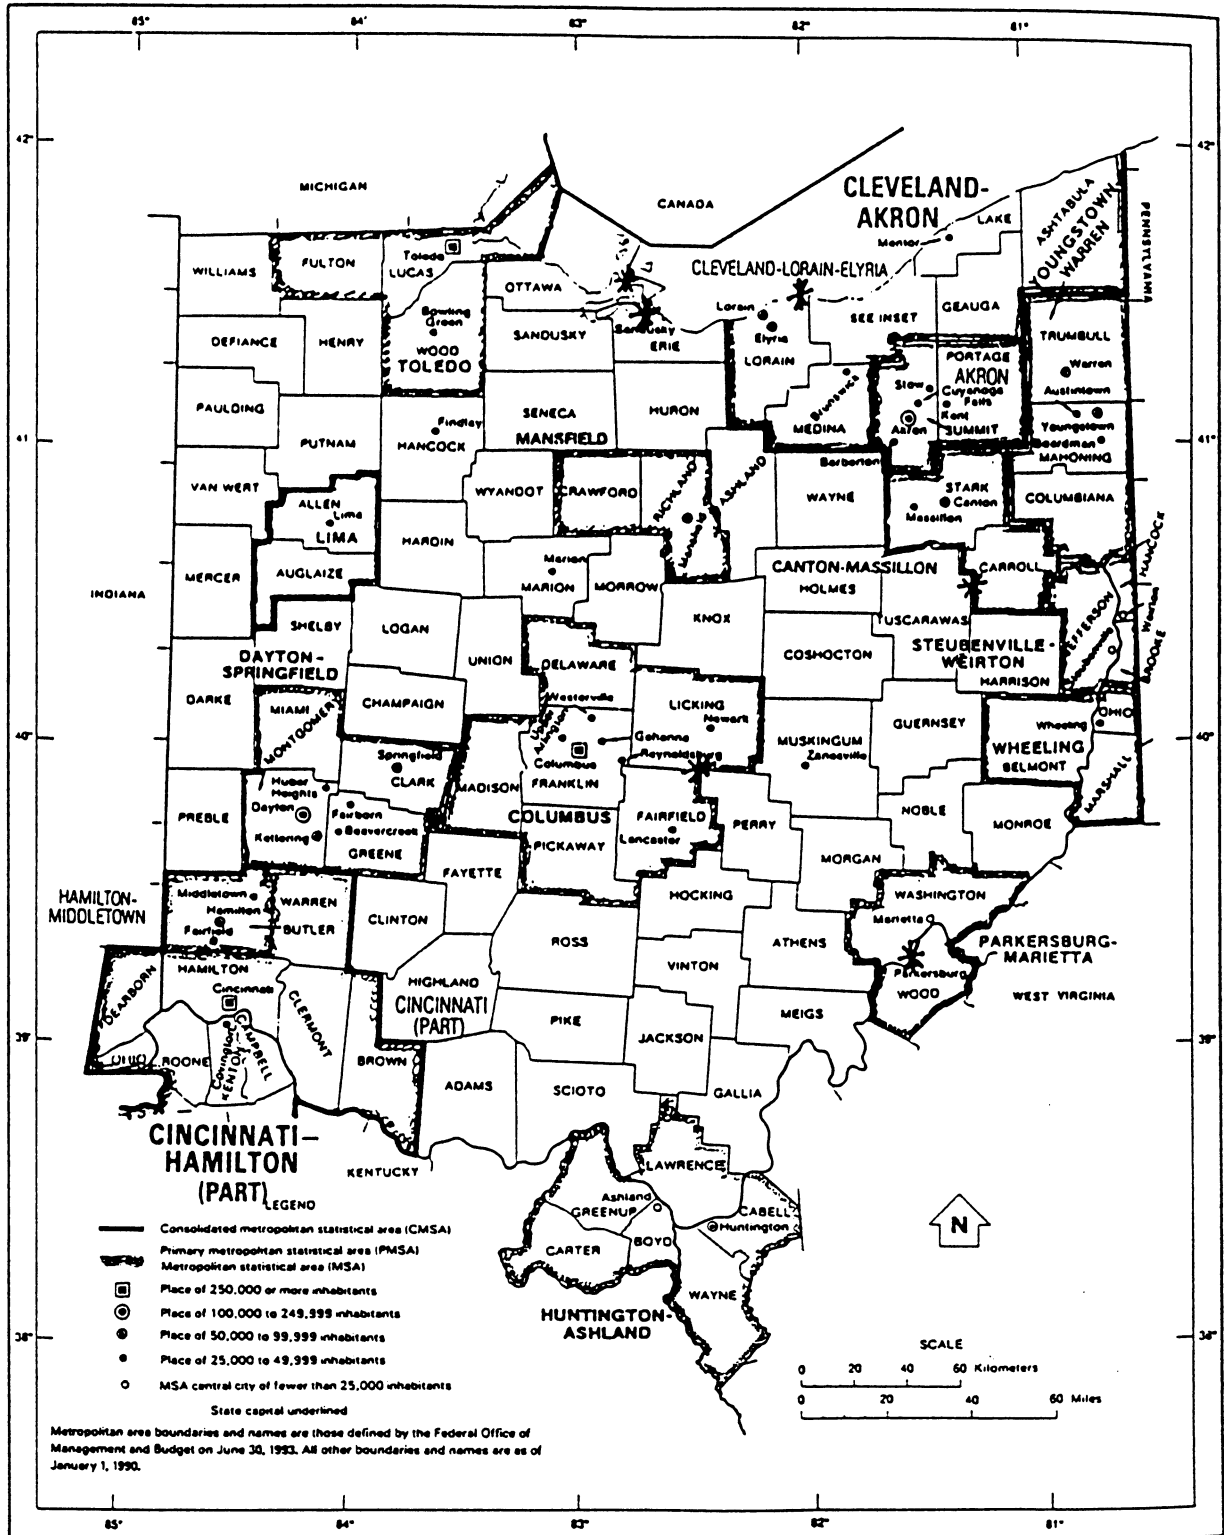 85° 84° 83° 82° 81°
42° 42°
MICHIGAN
CANADA
CLEVELAND-
AKRON
LAKE
Mentor
ASHTABULA
YOUNGSTOWN
WARREN
PENNSYLVANIA
WILLIAMS
FULTON
Toledo
LUCAS
OTTAWA
CLEVELAND-LORAIN-ELYRIA
GEAUGA
SEE INSET
Lorain
Elyria
LORAIN
Sandusky
ERIE
SANDUSKY
Bowling
Green
WOOD
TOLEDO
DEFIANCE
HENRY
TRUMBULL
Warren
Austintown
Youngstown
Boardman
MAHONING
PORTAGE
AKRON
Stow
Cuyahoga
Falls
Kent
Akron
SUMMIT
Brunswick
MEDINA
Barberton
PAULDING
PUTNAM
Findlay
HANCOCK
SENECA
HURON
MANSFIELD
41° 41°
VAN WERT
ALLEN
Lima
LIMA
WYANDOT
CRAWFORD
RICHLAND
Mansfield
ASHLAND
WAYNE
STARK
Canton
Massillon
COLUMBIANA
HANCOCK
MERCER
AUGLAIZE
HARDIN
Marion
MARION
MORROW
CANTON-MASSILLON
HOLMES
CARROLL
JEFFERSON
Steubenville
Weirton
BROOKE
INDIANA
SHELBY
LOGAN
KNOX
TUSCARAWAS
STEUBENVILLE-
WEIRTON
HARRISON
DAYTON-
SPRINGFIELD
UNION
DELAWARE
COSHOCTON
DARKE
MIAMI
MONTGOMERY
CHAMPAIGN
Westerville
LICKING
Newark
GUERNSEY
Wheeling
OHIO
WHEELING
BELMONT
MARSHALL
40° 40°
Upper
Arlington
Gahanna
Reynoldsburg
Columbus
FRANKLIN
MUSKINGUM
Zanesville
Springfield
CLARK
MADISON
Huber
Heights
Dayton
Fairborn
Beavercreek
Kettering
GREENE
PREBLE
COLUMBUS
PICKAWAY
FAIRFIELD
Lancaster
PERRY
NOBLE
MONROE
MORGAN
FAYETTE
HOCKING
WASHINGTON
Marietta
HAMILTON-
MIDDLETOWN
Middletown
Hamilton
Fairfield
WARREN
BUTLER
CLINTON
ROSS
ATHENS
PARKERSBURG-
MARIETTA
Parkersburg
WOOD
WEST VIRGINIA
VINTON
DEARBORN
HAMILTON
Cincinnati
CLERMONT
HIGHLAND
CINCINNATI
(PART)
PIKE
JACKSON
MEIGS
39° 39°
OHIO
BOONE
Covington
KENTON
CAMPBELL
BROWN
ADAMS
SCIOTO
GALLIA
CINCINNATI-
HAMILTON
(PART)
KENTUCKY
LAWRENCE
Ashland
GREENUP
CABELL
Huntington
CARTER
BOYD
WAYNE
HUNTINGTON-
ASHLAND
N
LEGEND
Consolidated metropolitan statistical area (CMSA)
Primary metropolitan statistical area (PMSA)
Metropolitan statistical area (MSA)
Place of 250,000 or more inhabitants
Place of 100,000 to 249,999 inhabitants
Place of 50,000 to 99,999 inhabitants
Place of 25,000 to 49,999 inhabitants
MSA central city of fewer than 25,000 inhabitants
State capital underlined
38° 38°
SCALE
0 20 40 60 Kilometers
0 20 40 60 Miles
Metropolitan area boundaries and names are those defined by the Federal Office of
Management and Budget on June 30, 1993. All other boundaries and names are as of
January 1, 1990.
85° 84° 83° 82° 81°